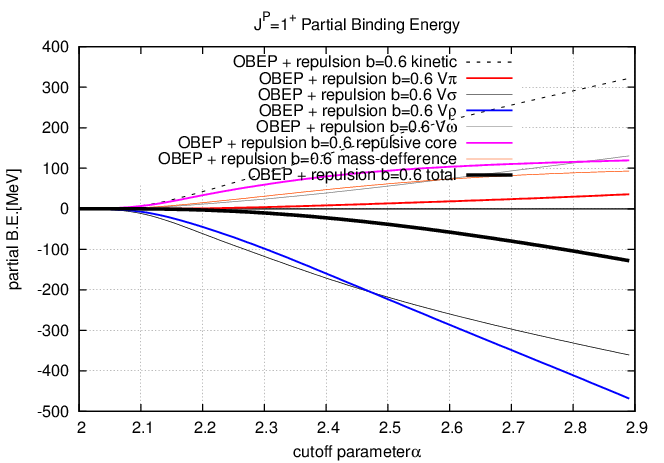 J^P=1^+ Partial Binding Energy
400
300
200
100
0
-100
-200
-300
-400
-500
partial B.E.[MeV]
OBEP + repulsion b=0.6 kinetic
OBEP + repulsion b=0.6 Vπ
OBEP + repulsion b=0.6 Vσ
OBEP + repulsion b=0.6 Vρ
OBEP + repulsion b=0.6 Vω
OBEP + repulsion b=0.6 repulsive core
OBEP + repulsion b=0.6 mass-defference
OBEP + repulsion b=0.6 total
2 2.1 2.2 2.3 2.4 2.5 2.6 2.7 2.8 2.9
cutoff parameterα